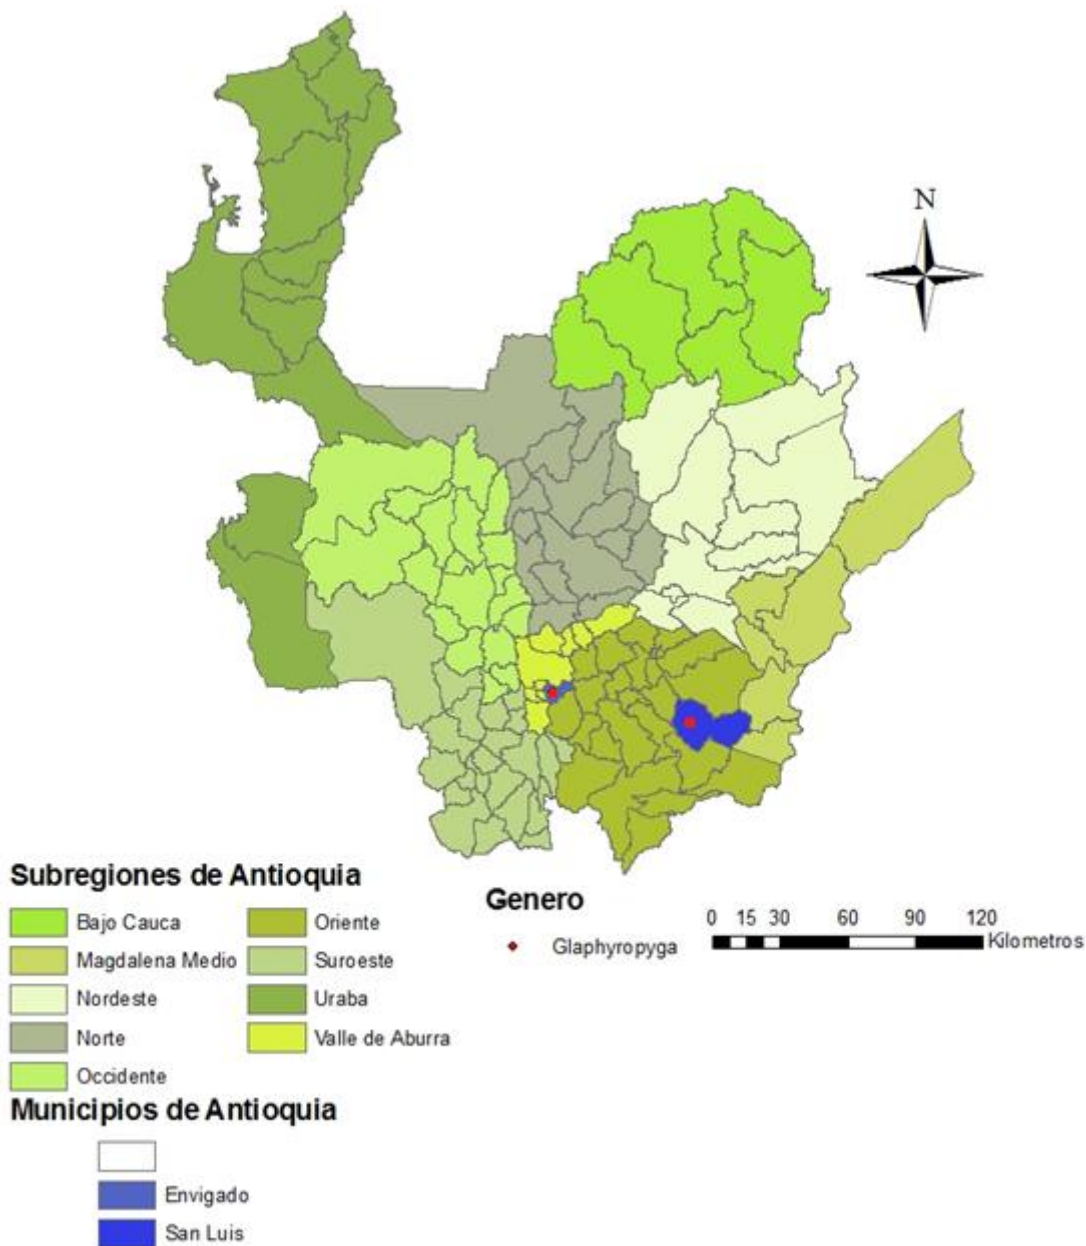 N
Subregiones de Antioquia
Bajo Cauca
Magdalena Medio
Nordeste
Norte
Occidente
Oriente
Suroeste
Uraba
Valle de Aburra
Municipios de Antioquia
Envigado
San Luis
Genero
Glaphyropyga
0 15 30 60 90 120
Kilometros